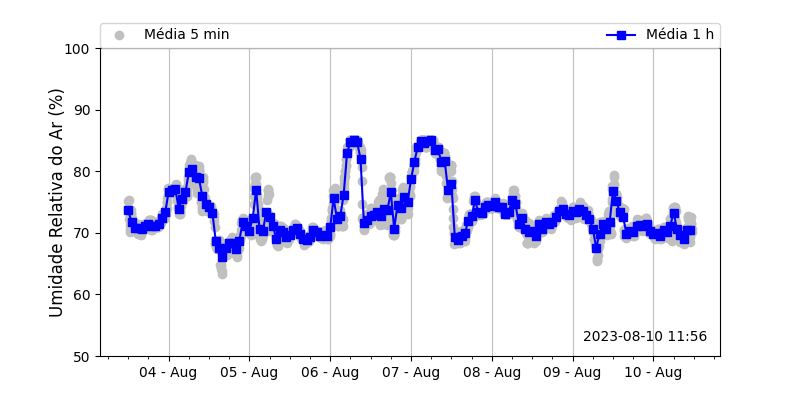 Média 5 min
Média 1 h
Umidade Relativa do Ar (%)
100
90
80
70
60
50
2023-08-10 11:56
04 - Aug
05 - Aug
06 - Aug
07 - Aug
08 - Aug
09 - Aug
10 - Aug